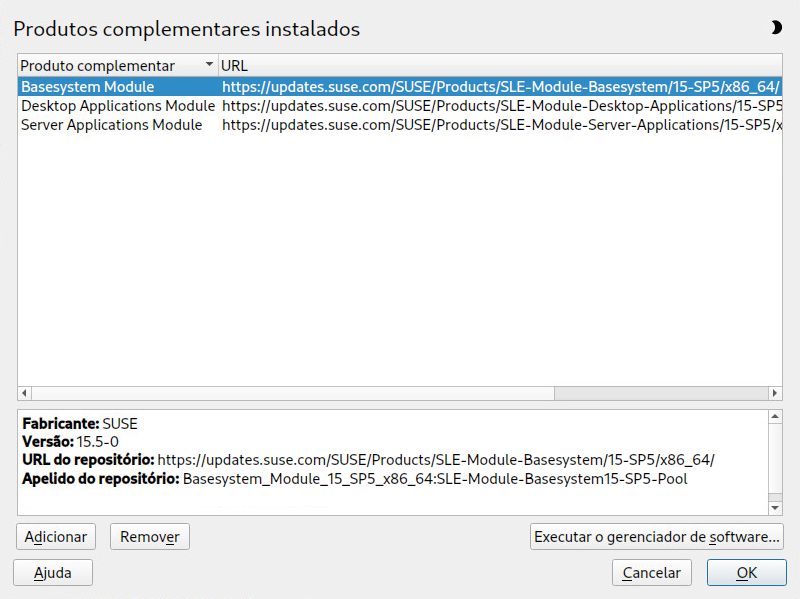 Produtos complementares instalados
Produto complementar URL
Basesystem Module https://updates.suse.com/SUSE/Products/SLE-Module-Basesystem/15-SP5/x86_64/
Desktop Applications Module https://updates.suse.com/SUSE/Products/SLE-Module-Desktop-Applications/15-SP5
Server Applications Module https://updates.suse.com/SUSE/Products/SLE-Module-Server-Applications/15-SP5/x
Fabricante: SUSE
Versão: 15.5-0
URL do repositório: https://updates.suse.com/SUSE/Products/SLE-Module-Basesystem/15-SP5/x86_64/
Apelido do repositório: Basesystem_Module_15_SP5_x86_64:SLE-Module-Basesystem15-SP5-Pool
Adicionar Remover Executar o gerenciador de software...
Ajuda Cancelar OK